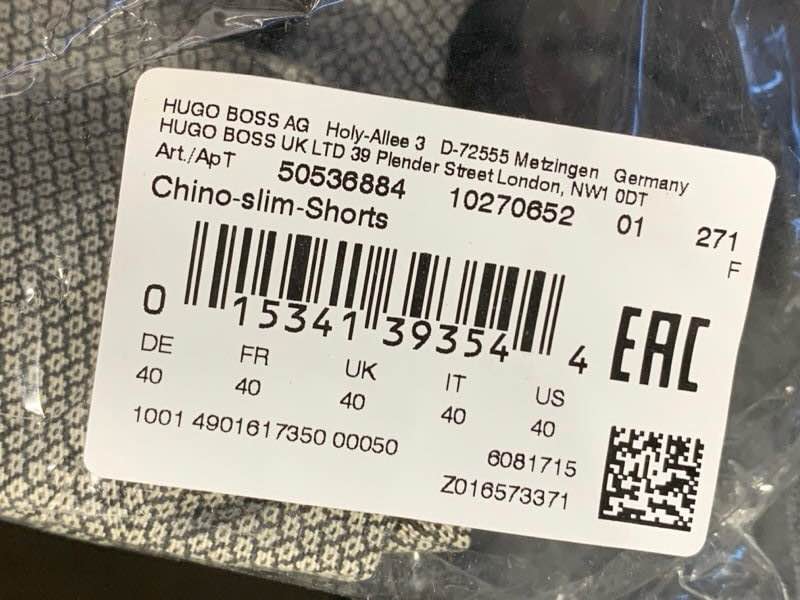 HUGO BOSS AG Holy-Allee 3 D-72555 Metzingen Germany
HUGO BOSS UK LTD 39 Plender Street London, NW1 0DT
Art./АрТ 50536884 10270652 01 271
Chino-slim-Shorts F
0 15341 39354 4
EAC
DE FR UK IT US
40 40 40 40 40
1001 4901617350 00050
6081715
Z016573371